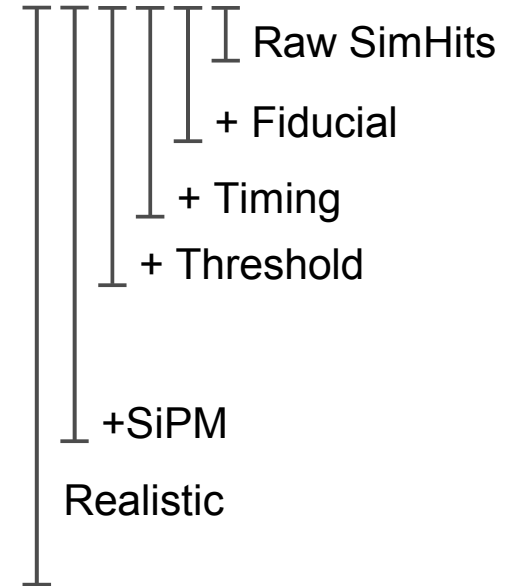 Raw SimHits
+ Fiducial
+ Timing
+ Threshold
+SiPM
Realistic